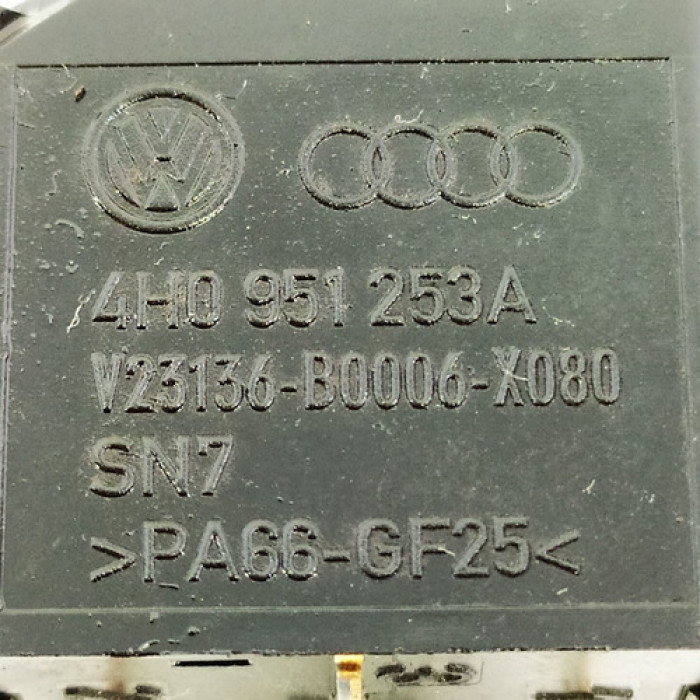 4H0 951 253A
V23136-B0006-X080
SN7
>PA66-GF25<